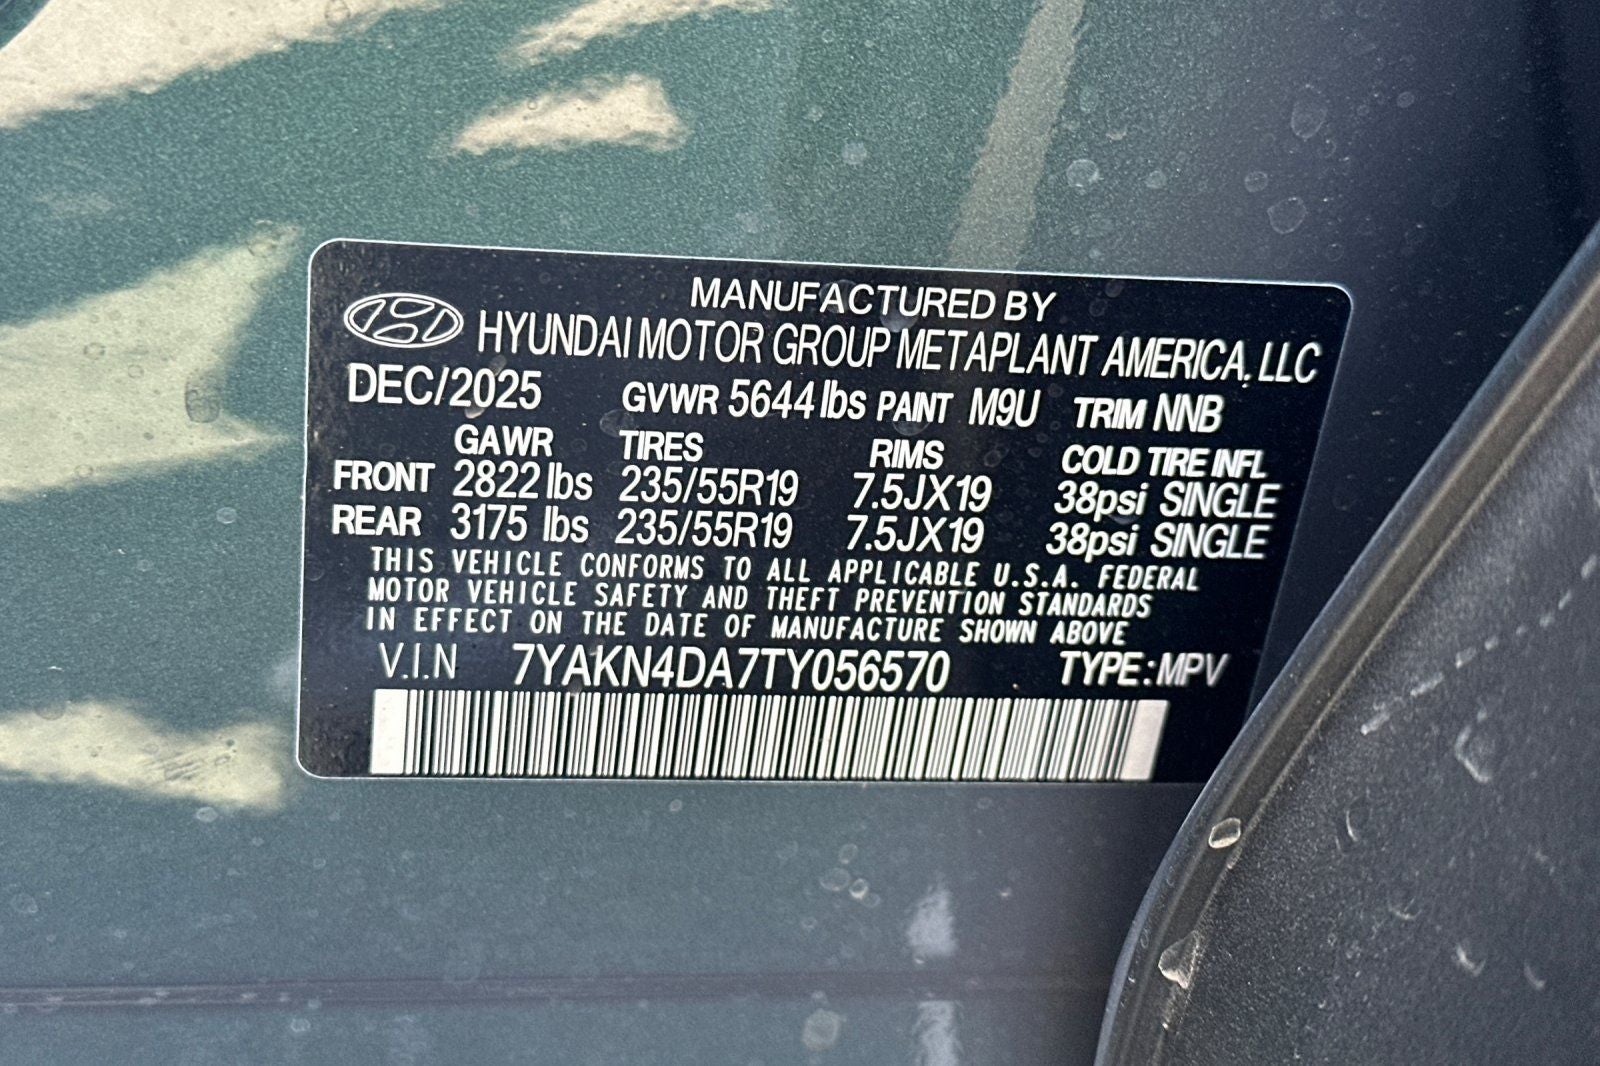 MANUFACTURED BY
HYUNDAI MOTOR GROUP METAPLANT AMERICA, LLC
DEC/2025 GVWR 5644 lbs PAINT M9U TRIM NNB
GAWR TIRES RIMS COLD TIRE INFL
FRONT 2822 lbs 235/55R19 7.5JX19 38psi SINGLE
REAR 3175 lbs 235/55R19 7.5JX19 38psi SINGLE
THIS VEHICLE CONFORMS TO ALL APPLICABLE U.S.A. FEDERAL
MOTOR VEHICLE SAFETY AND THEFT PREVENTION STANDARDS
IN EFFECT ON THE DATE OF MANUFACTURE SHOWN ABOVE
V.I.N 7YAKN4DA7TY056570 TYPE: MPV